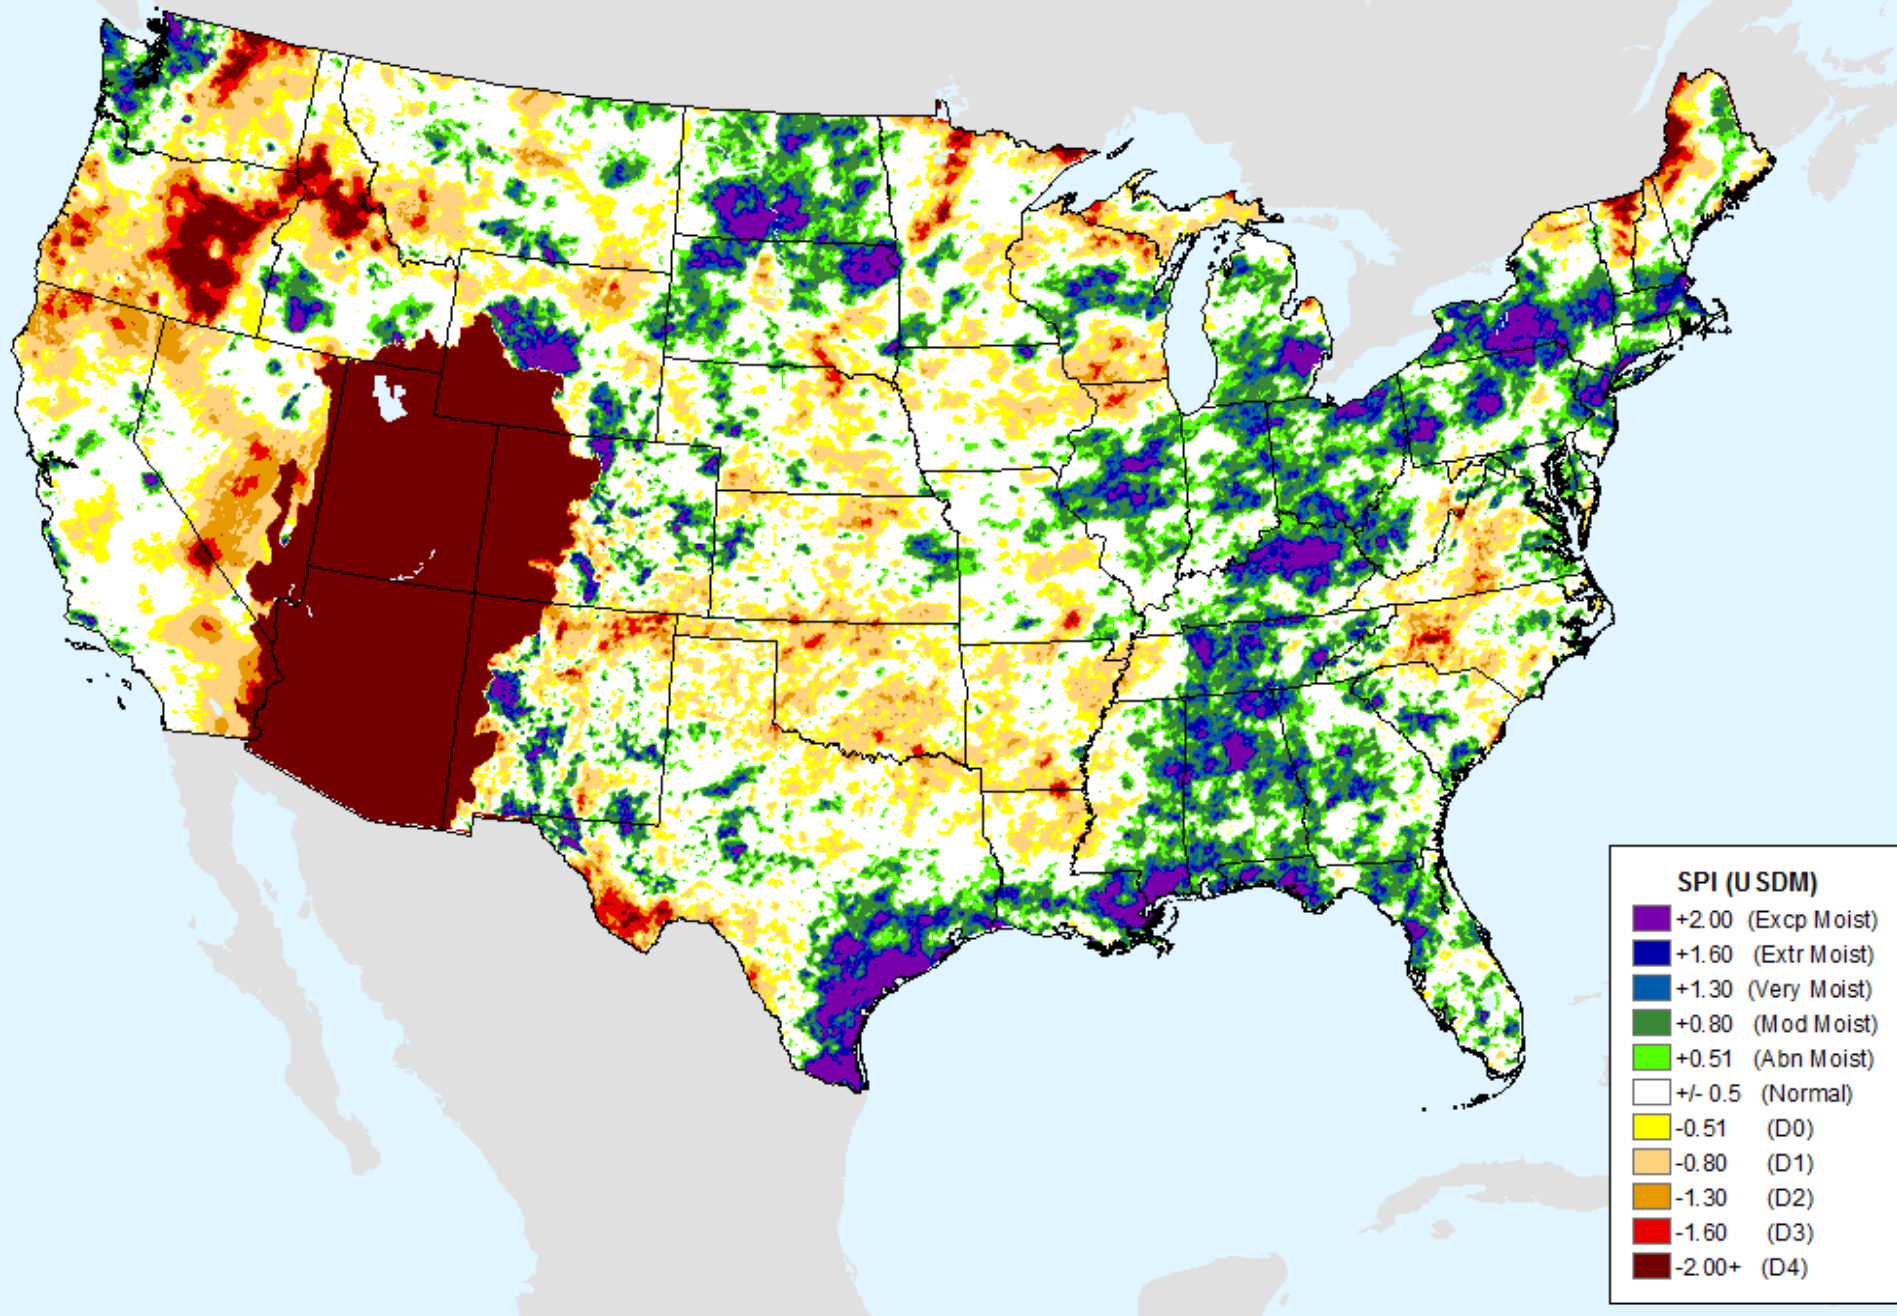 SPI (USDM)
+2.00 (Excp Moist)
+1.60 (Extr Moist)
+1.30 (Very Moist)
+0.80 (Mod Moist)
+0.51 (Abn Moist)
+/- 0.5 (Normal)
-0.51 (D0)
-0.80 (D1)
-1.30 (D2)
-1.60 (D3)
-2.00+ (D4)